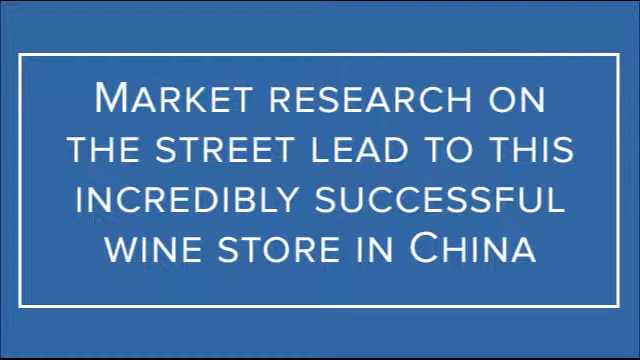 Market research on
the street lead to this
incredibly successful
wine store in China